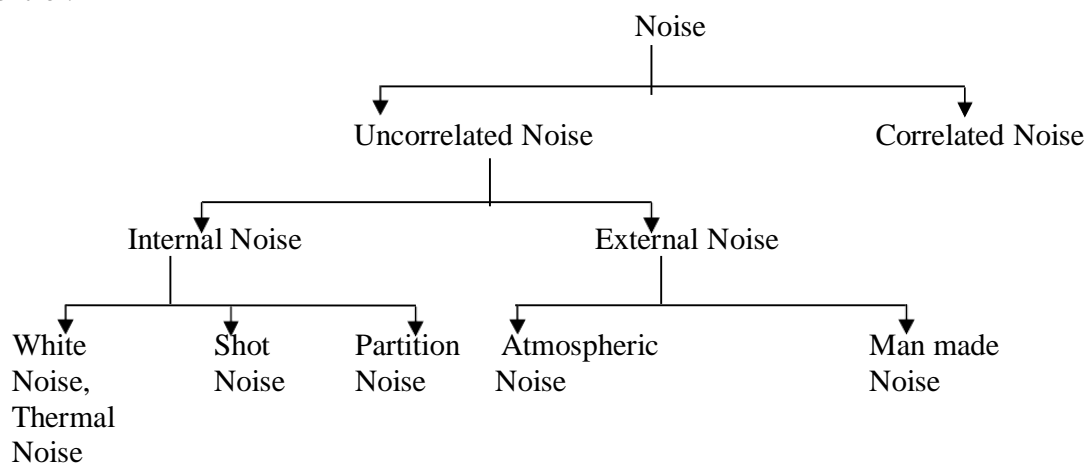 Noise
Uncorrelated Noise Correlated Noise
Internal Noise External Noise
White Shot Partition Atmospheric Man made
Noise, Noise Noise Noise Noise
Thermal
Noise